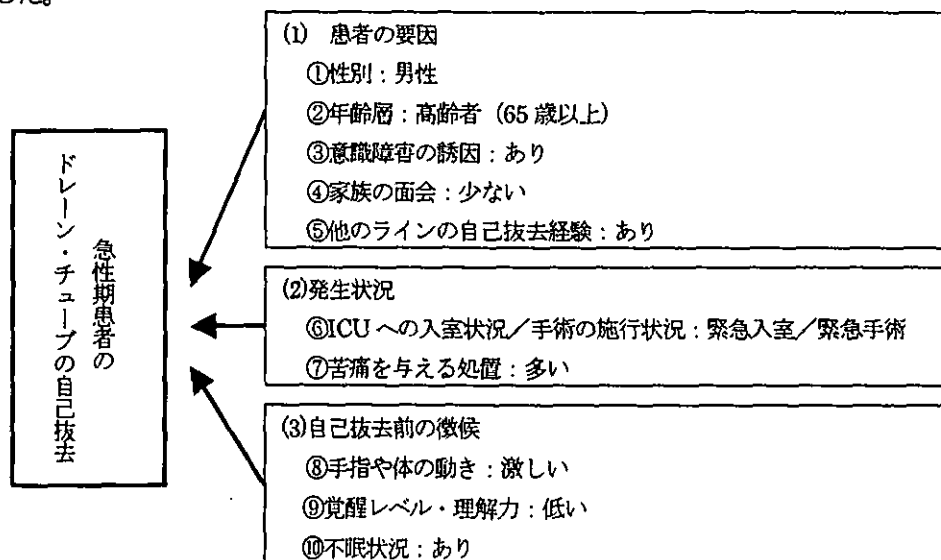 した。
急性期患者の
ドレーン・チューブの自己抜去
(1) 患者の要因
①性別:男性
②年齢層:高齢者(65歳以上)
③意識障害の誘因:あり
④家族の面会:少ない
⑤他のラインの自己抜去経験:あり
(2)発生状況
⑥ICUへの入室状況/手術の施行状況:緊急入室/緊急手術
⑦苦痛を与える処置:多い
(3)自己抜去前の徴候
⑧手指や体の動き:激しい
⑨覚醒レベル・理解力:低い
⑩不眠状況:あり